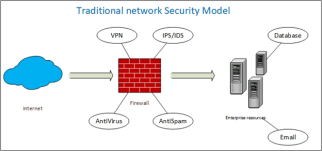 Traditional network Security Model
VPN
IPS/IDS
Database
Internet
Firewall
AntiVirus
AntiSpam
Enterprise resources
Email